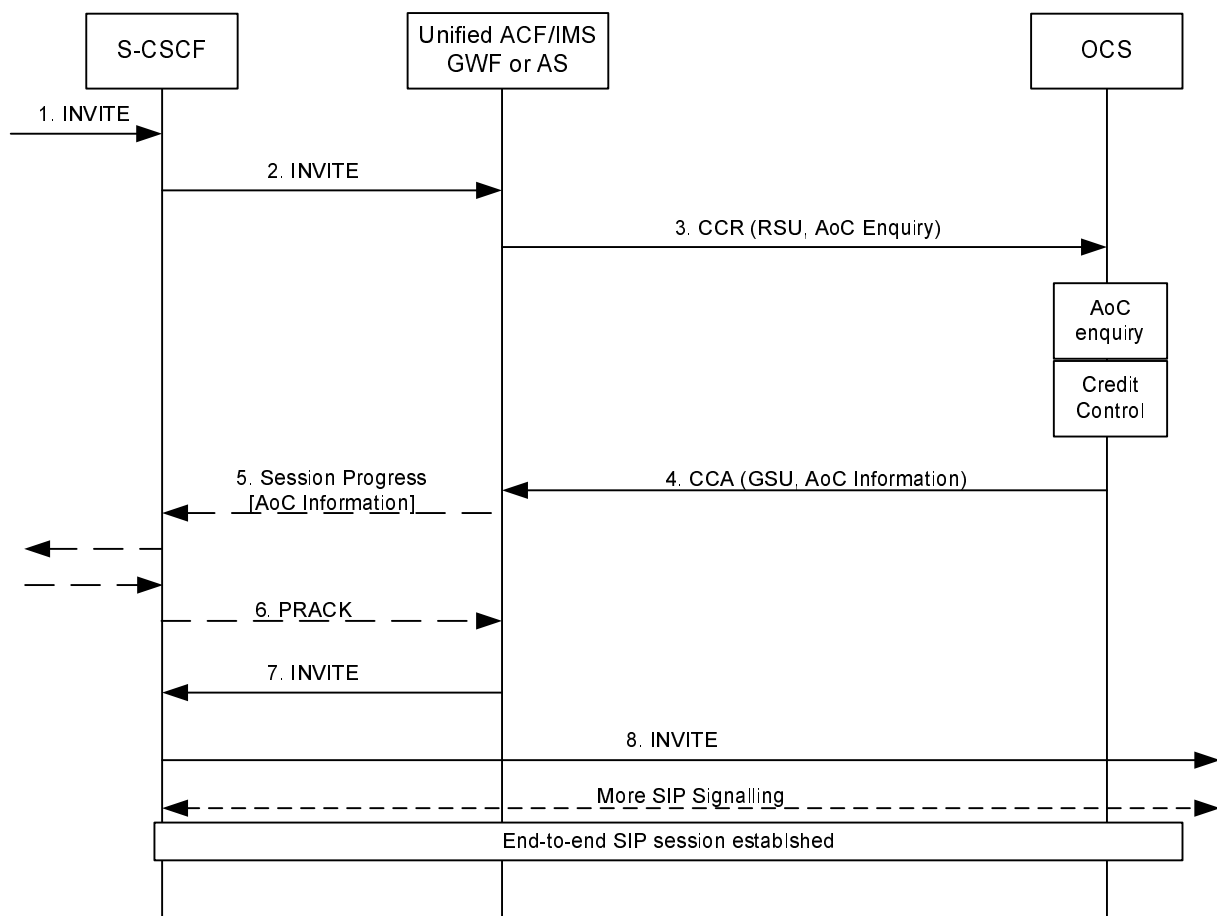 S-CSCF
Unified ACF/IMS
GWF or AS
OCS
1. INVITE
2. INVITE
3. CCR (RSU, AoC Enquiry)
AoC
enquiry
Credit
Control
4. CCA (GSU, AoC Information)
5. Session Progress
[AoC Information]
6. PRACK
7. INVITE
8. INVITE
More SIP Signalling
End-to-end SIP session estabIshed